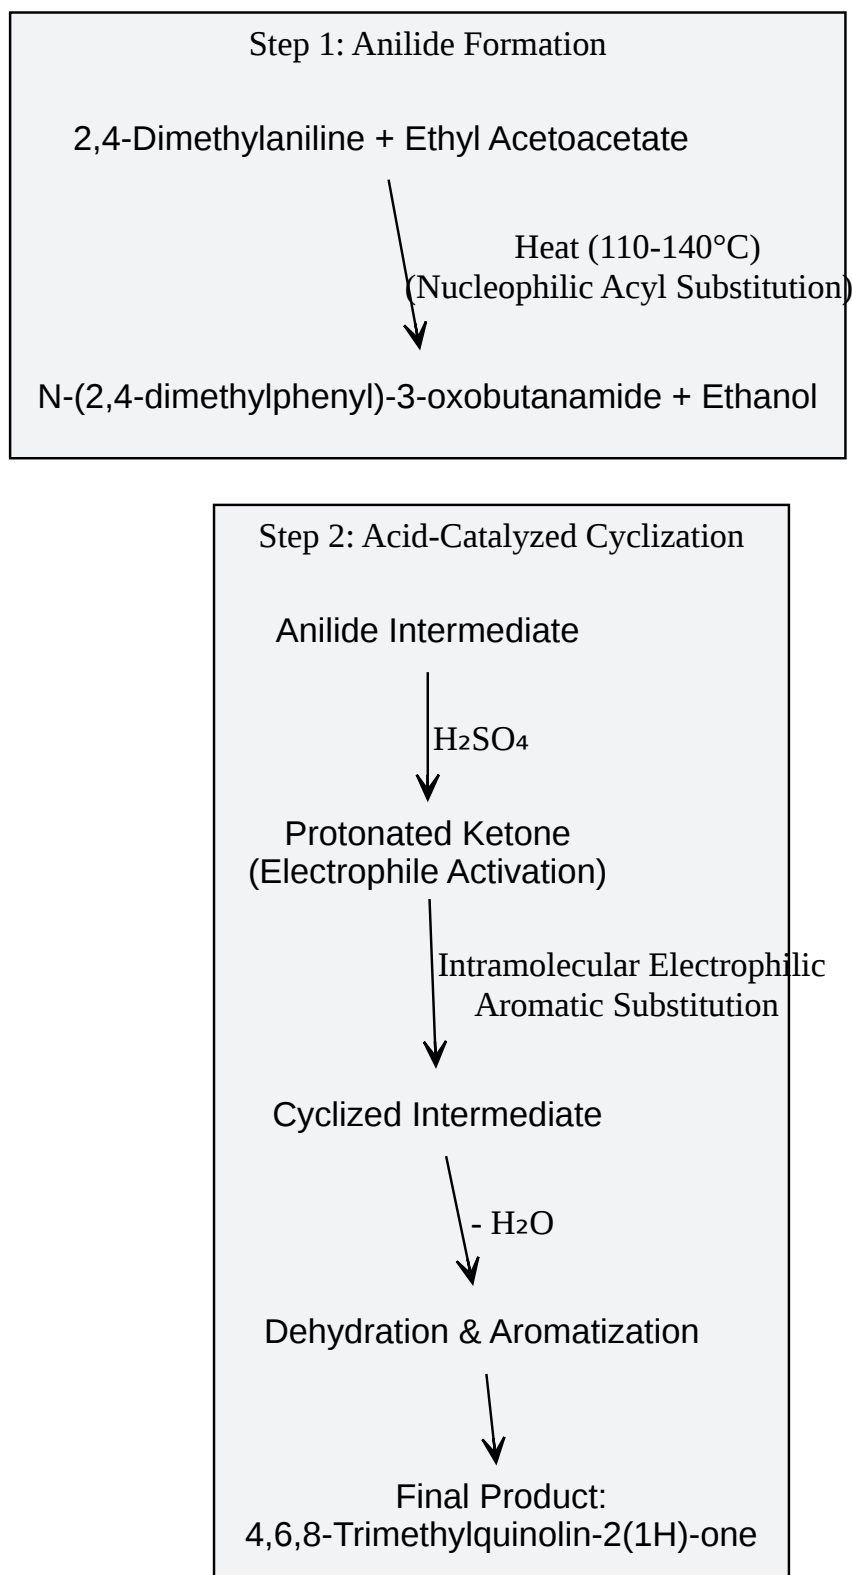 Step 1: Anilide Formation
2,4-Dimethylaniline + Ethyl Acetoacetate
Heat (110-140°C)
(Nucleophilic Acyl Substitution)
N-(2,4-dimethylphenyl)-3-oxobutanamide + Ethanol
Step 2: Acid-Catalyzed Cyclization
Anilide Intermediate
H₂SO₄
Protonated Ketone
(Electrophile Activation)
Intramolecular Electrophilic
Aromatic Substitution
Cyclized Intermediate
- H₂O
Dehydration & Aromatization
Final Product:
4,6,8-Trimethylquinolin-2(1H)-one